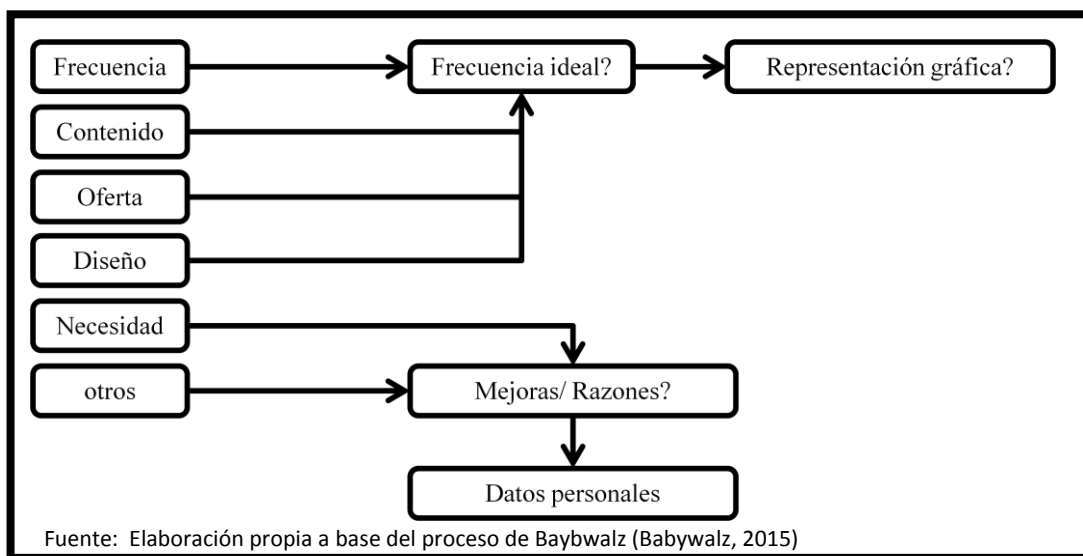 Frecuencia
Frecuencia ideal?
Representación gráfica?
Contenido
Oferta
Diseño
Necesidad
otros
Mejoras/ Razones?
Datos personales
Fuente: Elaboración propia a base del proceso de Baybwalz (Babywalz, 2015)